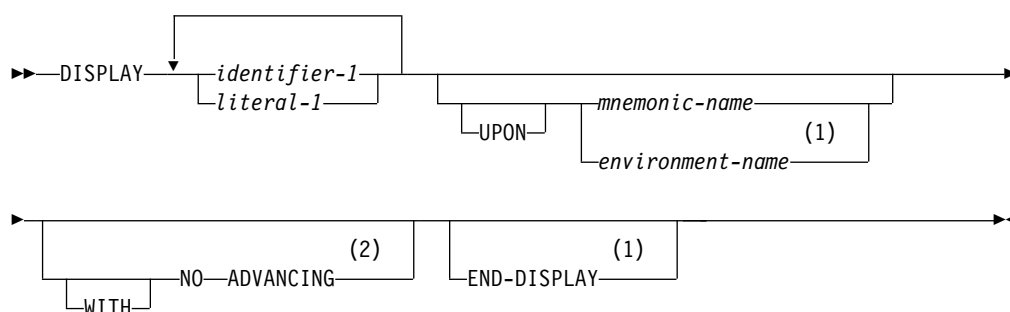 DISPLAY identifier-1
literal-1 mnemonic-name
UPON (1)
environment-name
(2) (1)
NO ADVANCING END-DISPLAY
WITH